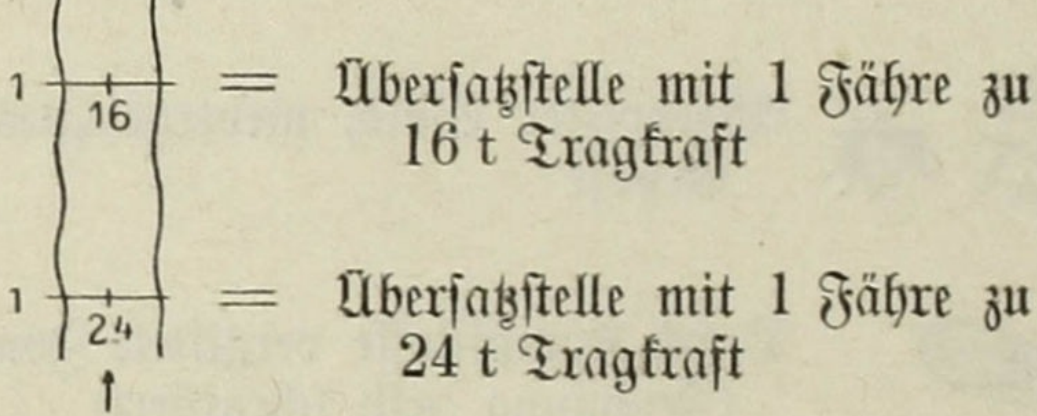 1 = Übersatzstelle mit 1 Fähre zu
16
16 t Tragkraft
1 = Übersatzstelle mit 1 Fähre zu
24
24 t Tragkraft